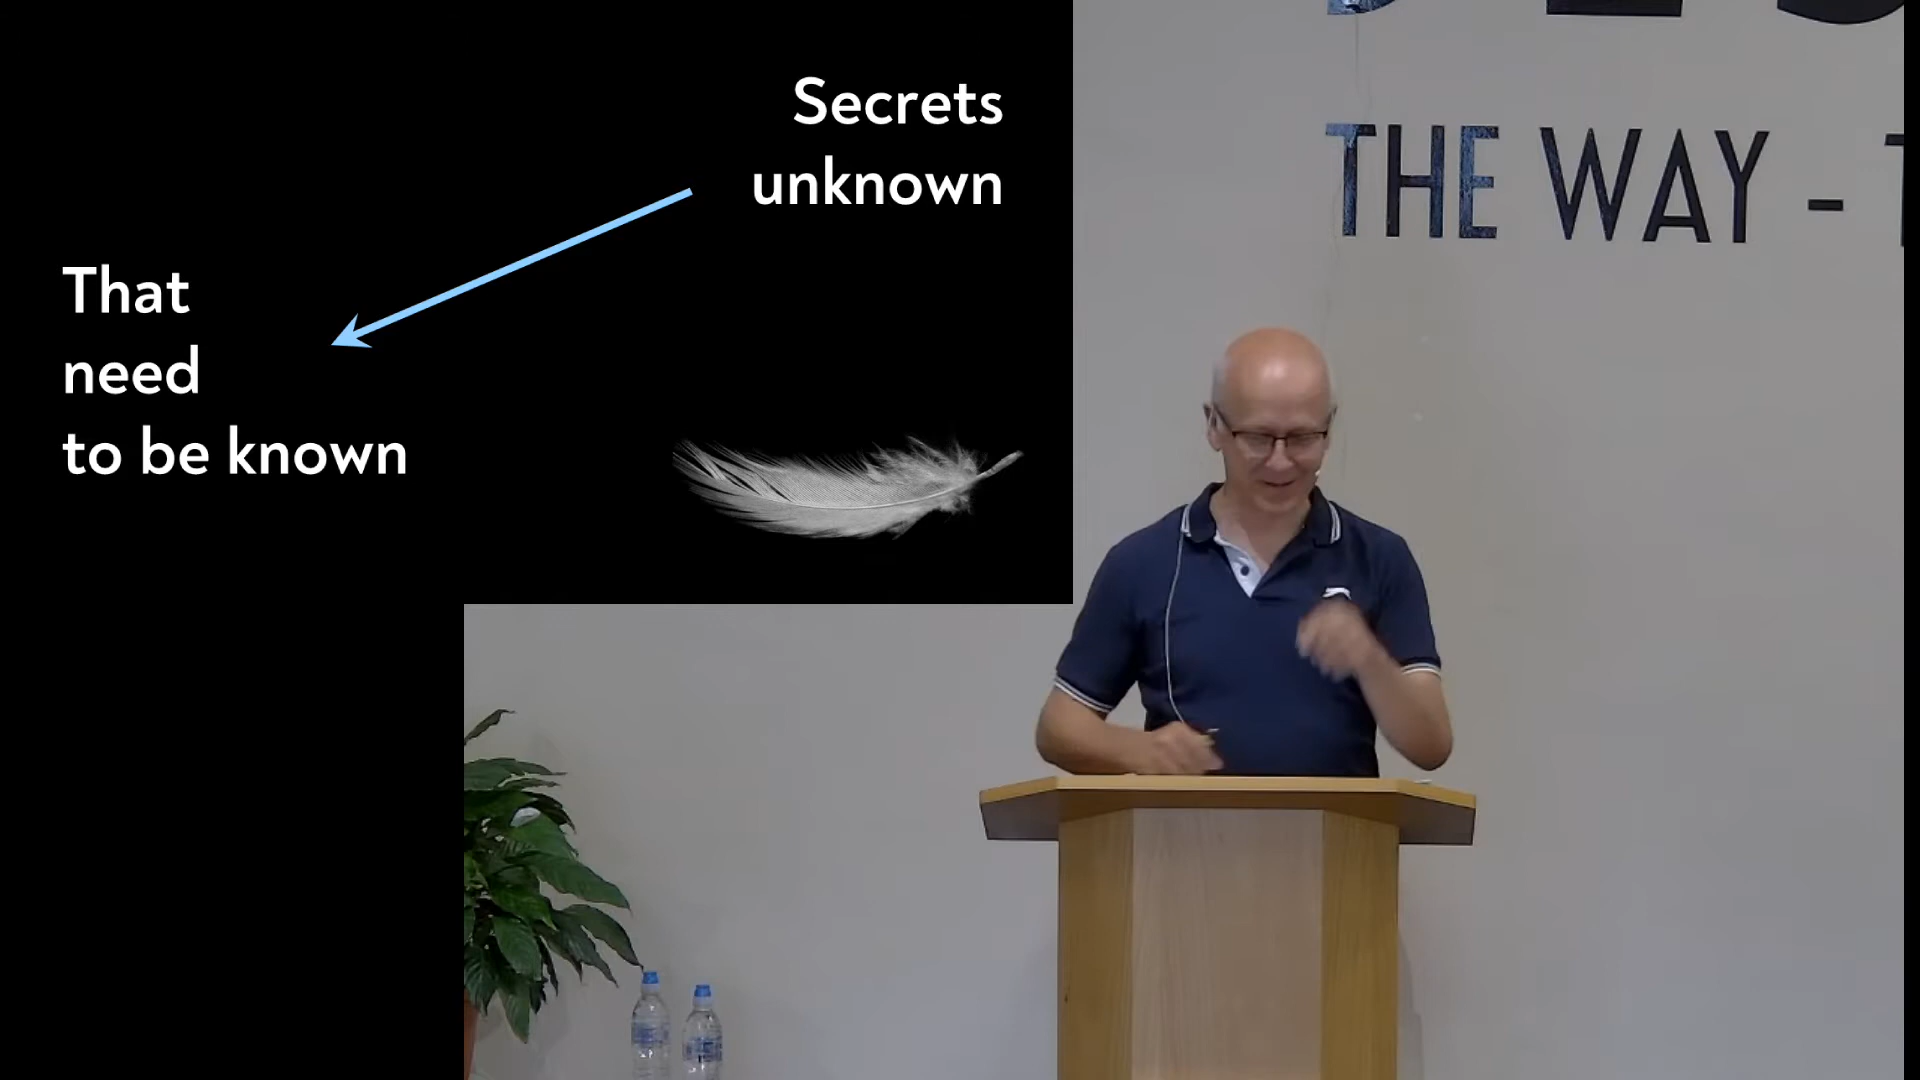 Secrets
unknown
That
need
to be known
THE WAY -